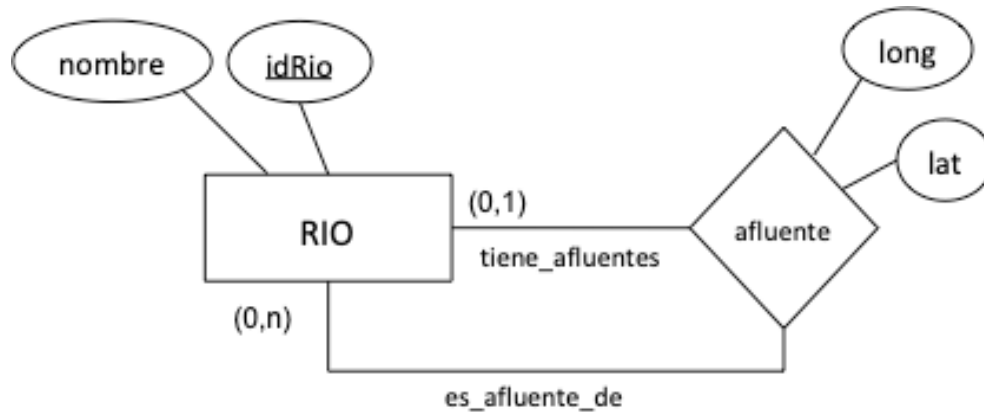 nombre
idRio
long
lat
RIO
(0,1)
tiene_afluentes
afluente
(0,n)
es_afluente_de